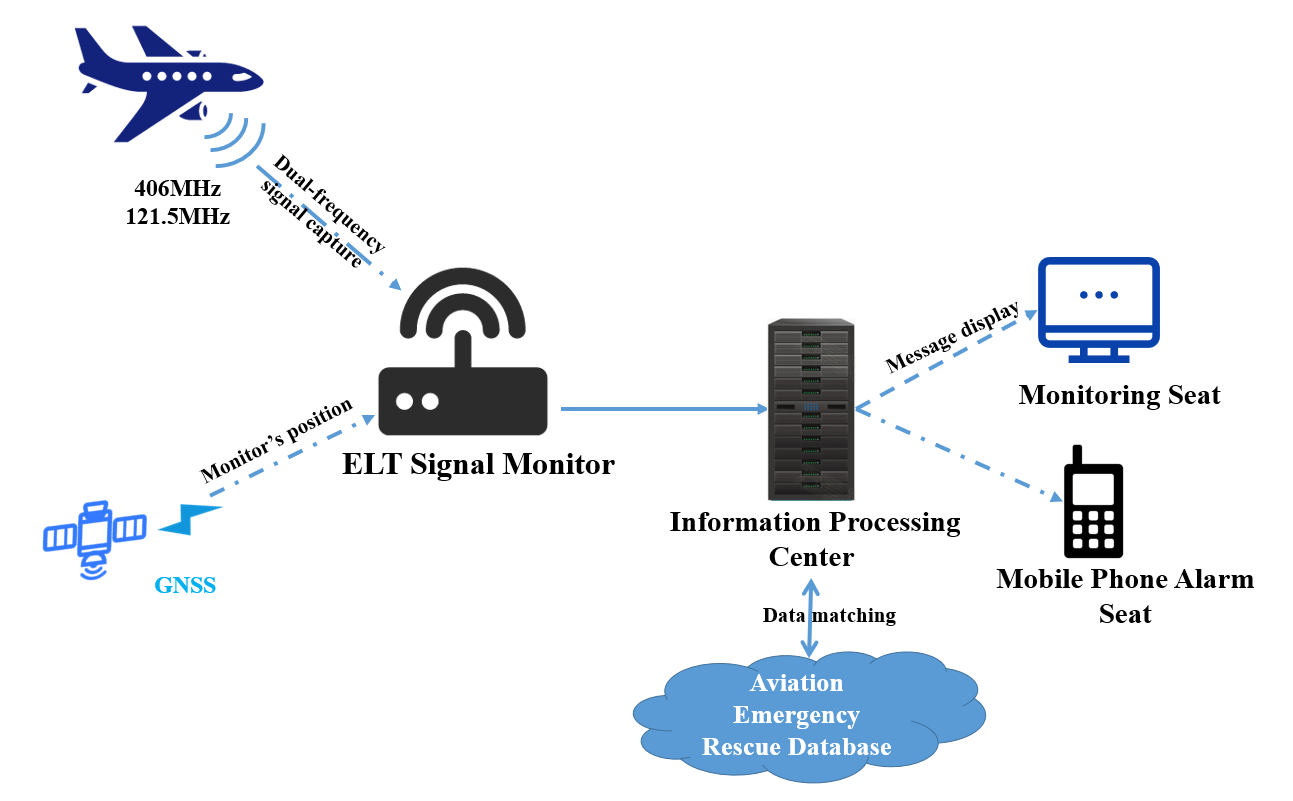 406MHz
121.5MHz
Dual-frequency
signal capture
Monitor’s position
GNSS
ELT Signal Monitor
Information Processing
Center
Message display
Monitoring Seat
Mobile Phone Alarm
Seat
Data matching
Aviation
Emergency
Rescue Database